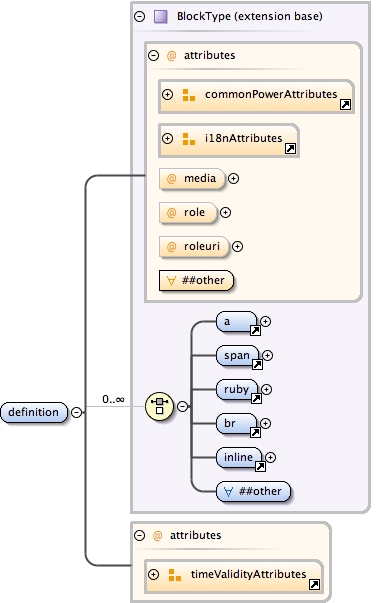 BlockType (extension base)
@ attributes
commonPowerAttributes
i18nAttributes
@ media
@ role
@ roleuri
∀ ##other
a
span
ruby
definition
0..∞
br
inline
∀ ##other
@ attributes
timeValidityAttributes